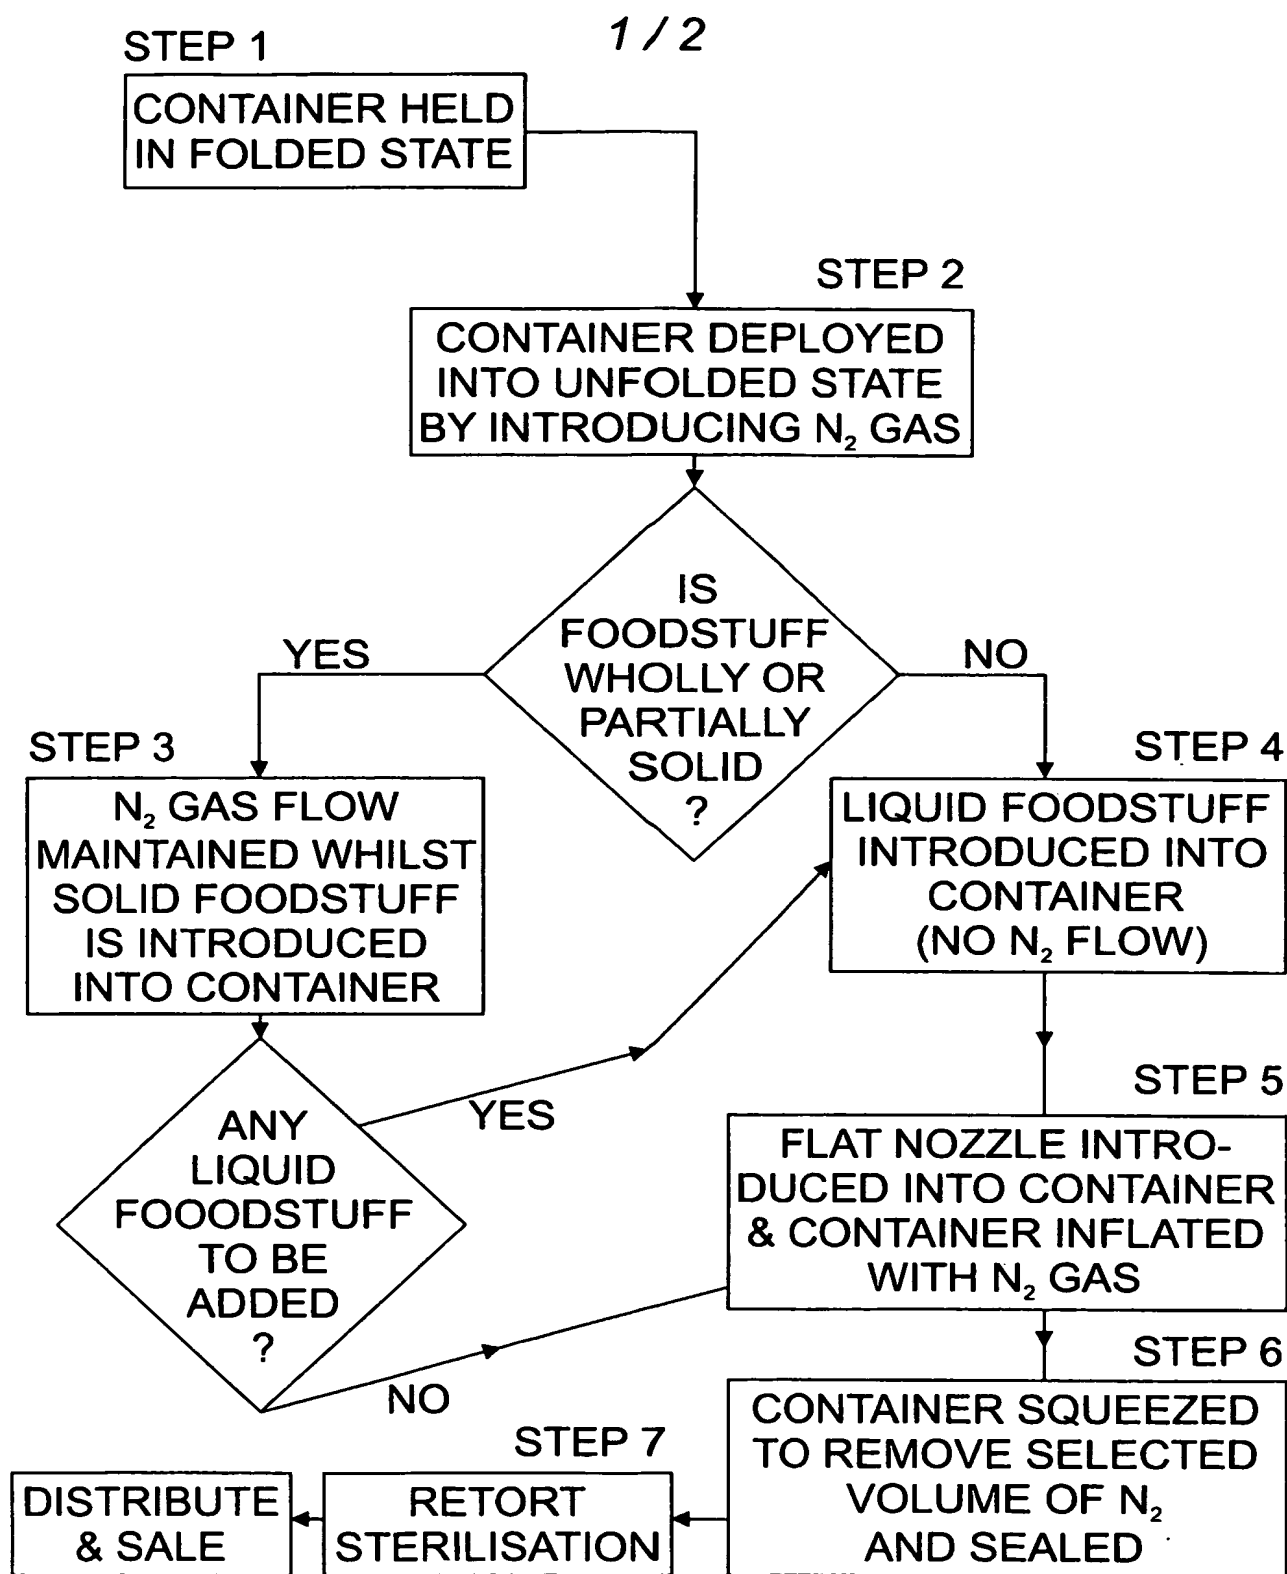 1 / 2
STEP 1
CONTAINER HELD
IN FOLDED STATE
STEP 2
CONTAINER DEPLOYED
INTO UNFOLDED STATE
BY INTRODUCING N₂ GAS
IS
FOODSTUFF
WHOLLY OR
PARTIALLY
SOLID
?
YES
NO
STEP 3
N₂ GAS FLOW
MAINTAINED WHILST
SOLID FOODSTUFF
IS INTRODUCED
INTO CONTAINER
STEP 4
LIQUID FOODSTUFF
INTRODUCED INTO
CONTAINER
(NO N₂ FLOW)
ANY
LIQUID
FOOODSTUFF
TO BE
ADDED
?
YES
NO
STEP 5
FLAT NOZZLE INTRO-
DUCED INTO CONTAINER
& CONTAINER INFLATED
WITH N₂ GAS
STEP 6
CONTAINER SQUEEZED
TO REMOVE SELECTED
VOLUME OF N₂
AND SEALED
STEP 7
RETORT
STERILISATION
DISTRIBUTE
& SALE